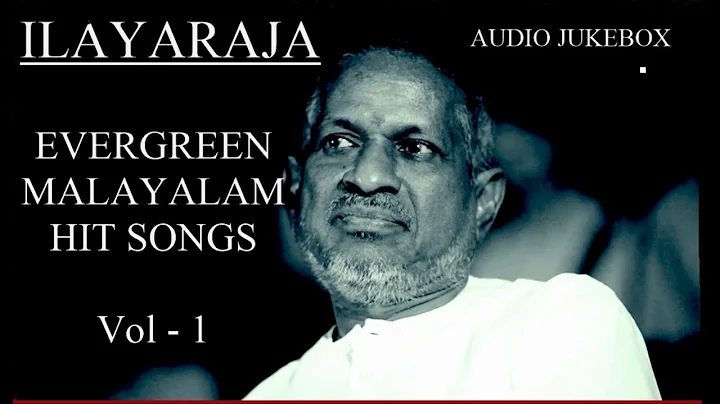 ILAYARAJA
AUDIO JUKEBOX
EVERGREEN
MALAYALAM
HIT SONGS
Vol - 1